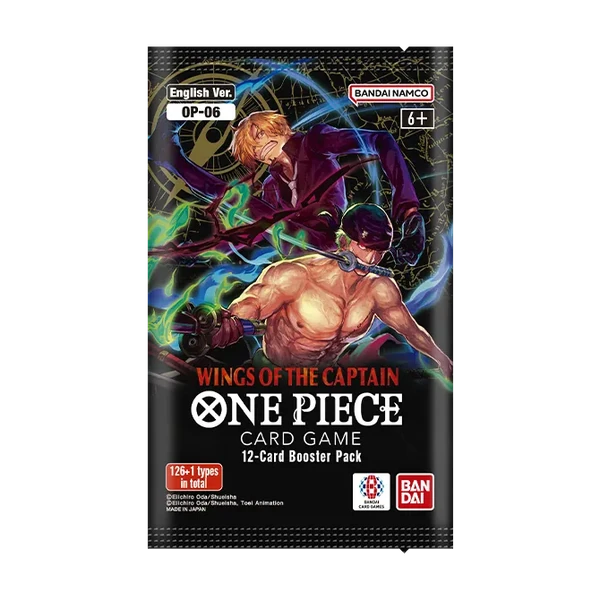 English Ver.
OP-06
BANDAI NAMCO
6+
WINGS OF THE CAPTAIN
ONE PIECE
CARD GAME
12-Card Booster Pack
126+1 types
in total
©Eiichiro Oda/Shueisha
©Eiichiro Oda/Shueisha, Toei Animation
MADE IN JAPAN
BANDAI
CARD GAMES
BAN
DAI